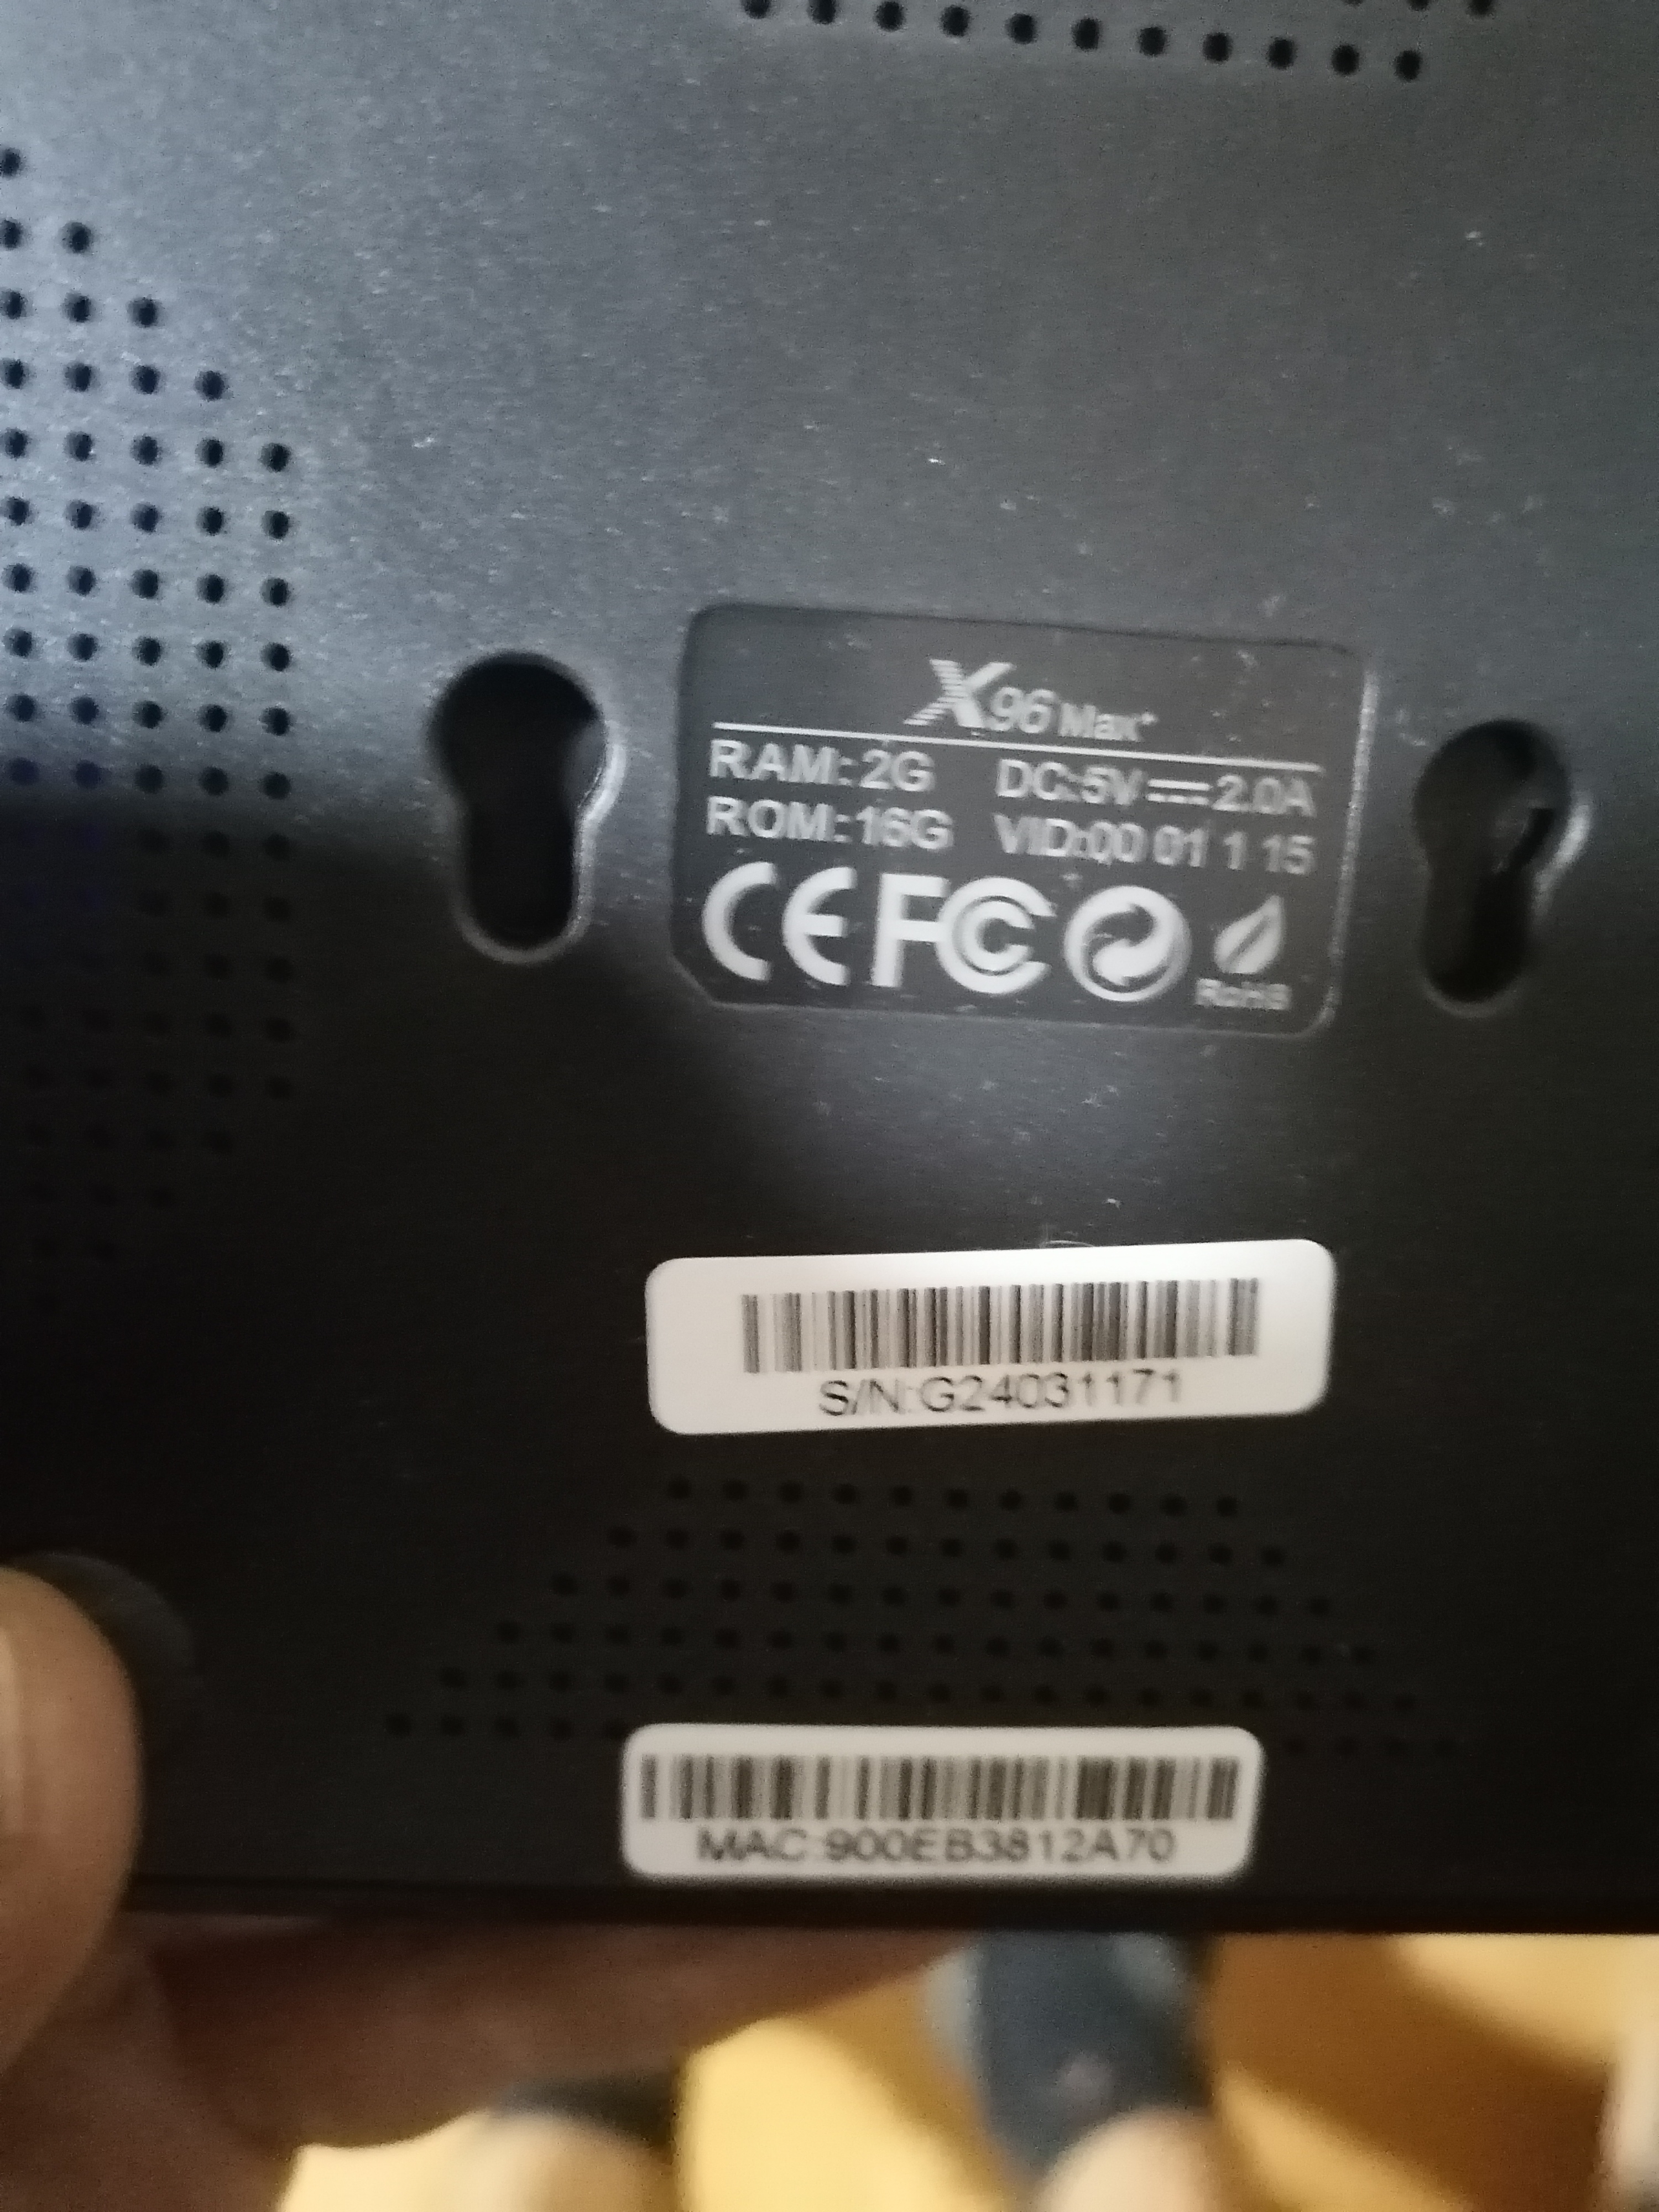 X96 Max+
RAM:2G DC:5V⎓2.0A
ROM:16G VID:00 01 1 15
CE FC RoHS
S/N:G24031171
MAC:900EB3812A70